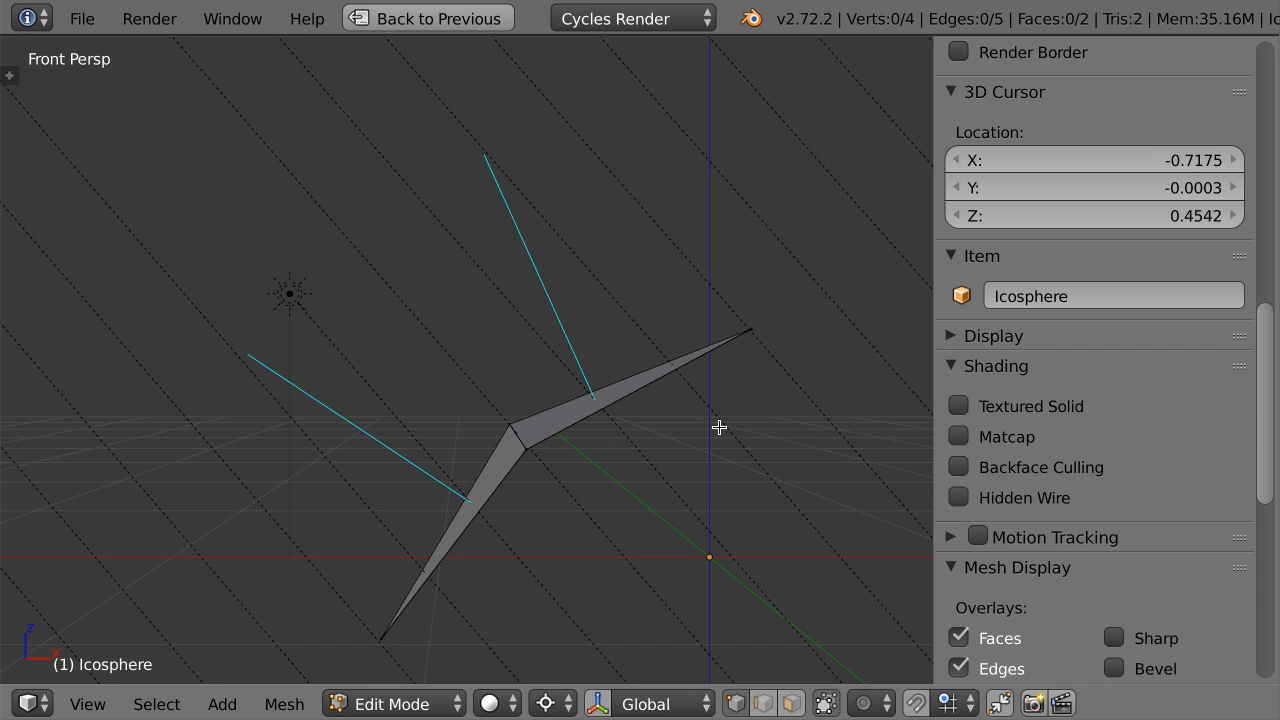 File Render Window Help Back to Previous Cycles Render v2.72.2 | Verts:0/4 | Edges:0/5 | Faces:0/2 | Tris:2 | Mem:35.16M | Ic
Front Persp
Render Border
3D Cursor
Location:
X: -0.7175
Y: -0.0003
Z: 0.4542
Item
Icosphere
Display
Shading
Textured Solid
Matcap
Backface Culling
Hidden Wire
Motion Tracking
Mesh Display
Overlays:
Faces Sharp
Edges Bevel
z
x
(1) Icosphere
View Select Add Mesh Edit Mode Global